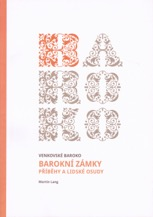 BA
RO
KO
VENKOVSKÉ BAROKO
BAROKNÍ ZÁMKY
PŘÍBĚHY A LIDSKÉ OSUDY
Martin Lang